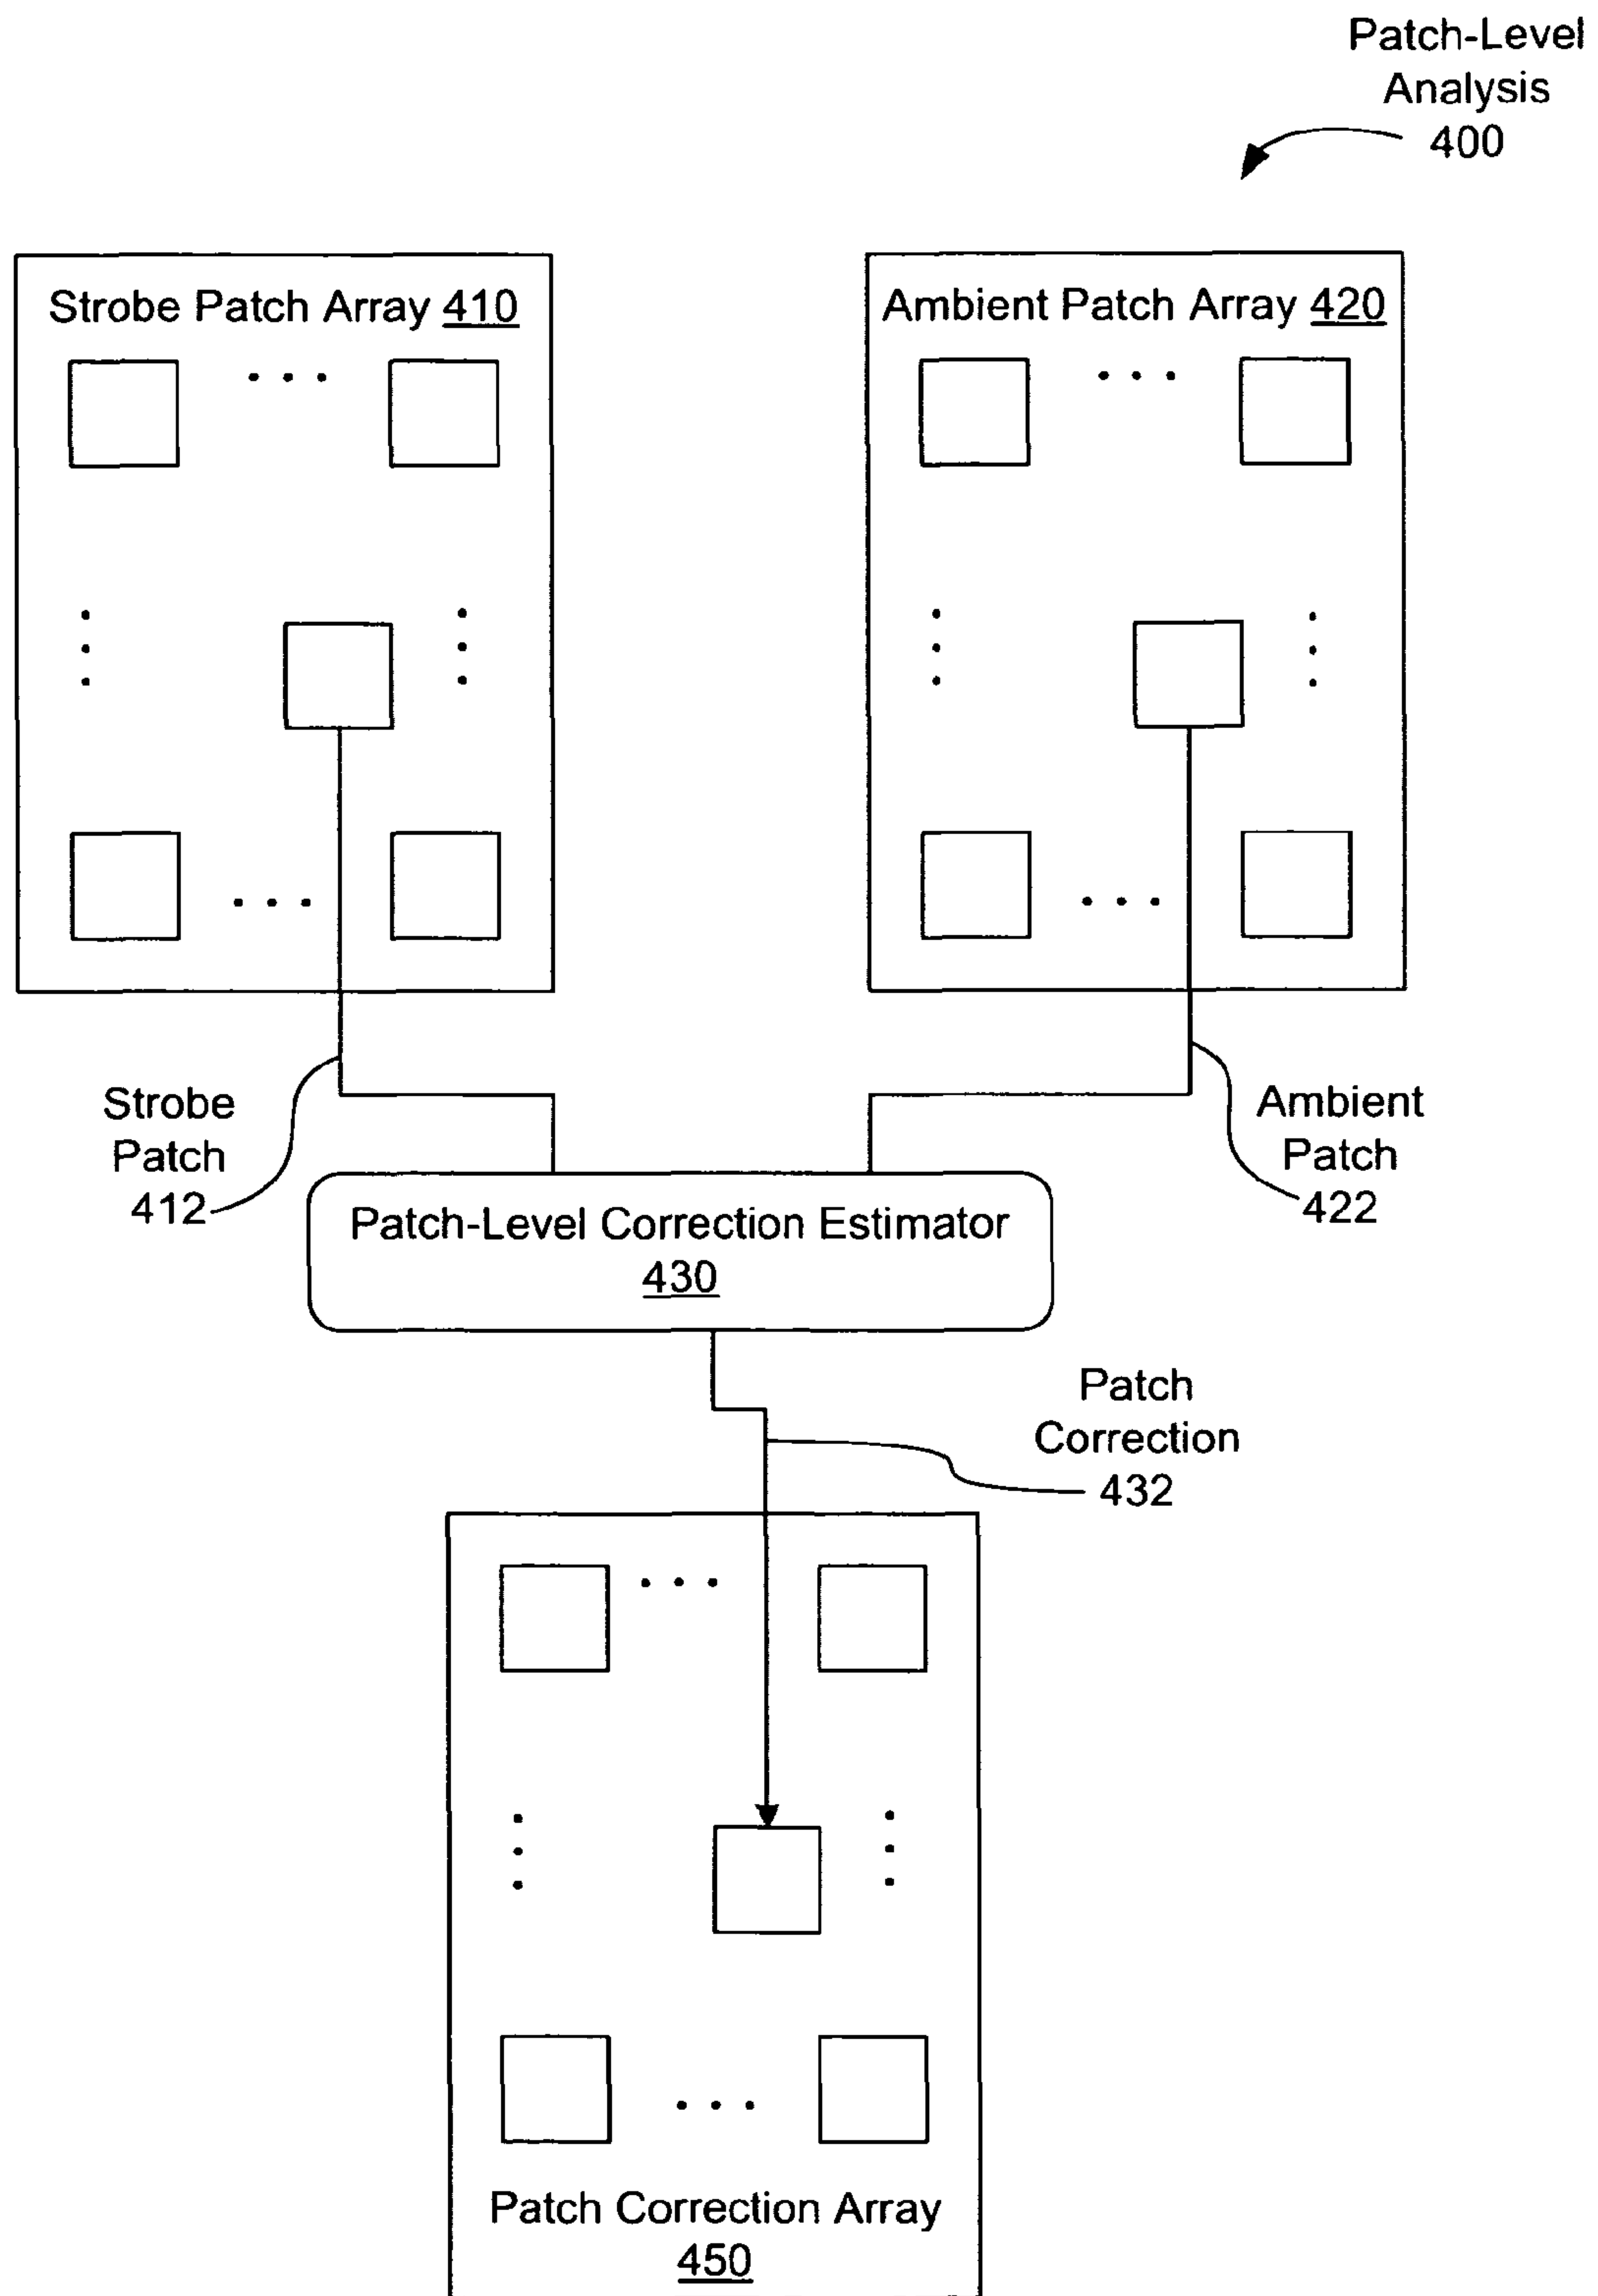 Patch-Level
Analysis
400
Strobe Patch Array 410
Ambient Patch Array 420
Strobe
Patch
412
Ambient
Patch
422
Patch-Level Correction Estimator
430
Patch
Correction
432
Patch Correction Array
450